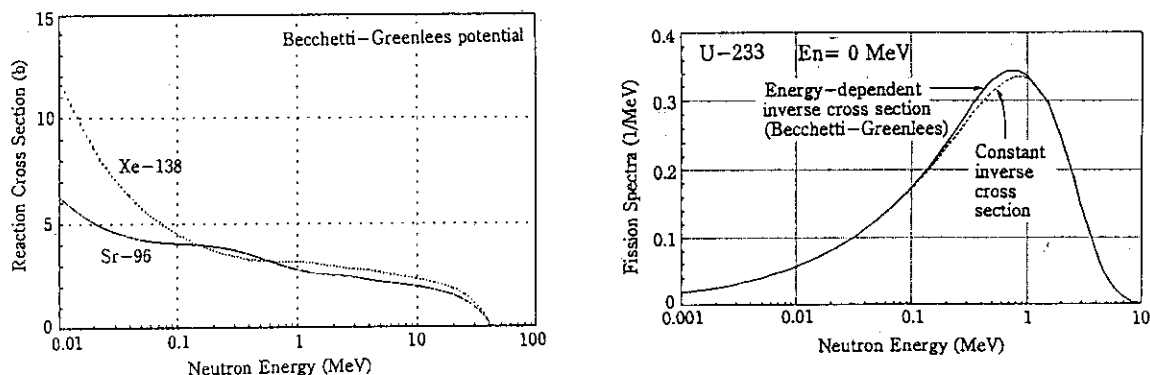 15
Becchetti-Greenlees potential
10
Xe-138
5
Sr-96
0
0.01
0.1
1
10
100
Neutron Energy (MeV)
Reaction Cross Section (b)
0.4
U-233 En= 0 MeV
Energy-dependent
inverse cross section
(Becchetti-Greenlees)
0.3
Constant
inverse
cross
section
0.2
0.1
0
0.001
0.01
0.1
1
10
Neutron Energy (MeV)
Fission Spectra (1/MeV)